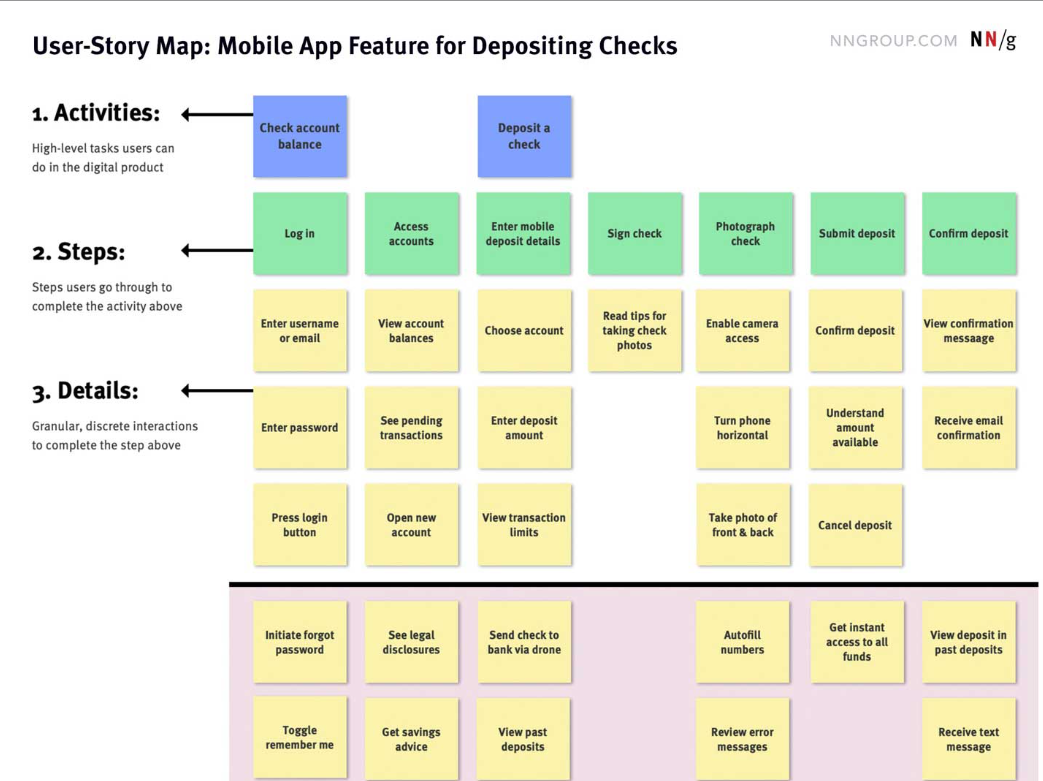 User-Story Map: Mobile App Feature for Depositing Checks
NNGROUP.COM NN/g
1. Activities:
High-level tasks users can
do in the digital product
Check account
balance
Deposit a
check
2. Steps:
Steps users go through to
complete the activity above
Log in
Access
accounts
Enter mobile
deposit details
Sign check
Photograph
check
Submit deposit
Confirm deposit
3. Details:
Granular, discrete interactions
to complete the step above
Enter username
or email
View account
balances
Choose account
Read tips for
taking check
photos
Enable camera
access
Confirm deposit
View confirmation
messaage
Enter password
See pending
transactions
Enter deposit
amount
Turn phone
horizontal
Understand
amount
available
Receive email
confirmation
Press login
button
Open new
account
View transaction
limits
Take photo of
front & back
Cancel deposit
Initiate forgot
password
See legal
disclosures
Send check to
bank via drone
Autofill
numbers
Get instant
access to all
funds
View deposit in
past deposits
Toggle
remember me
Get savings
advice
View past
deposits
Review error
messages
Receive text
message